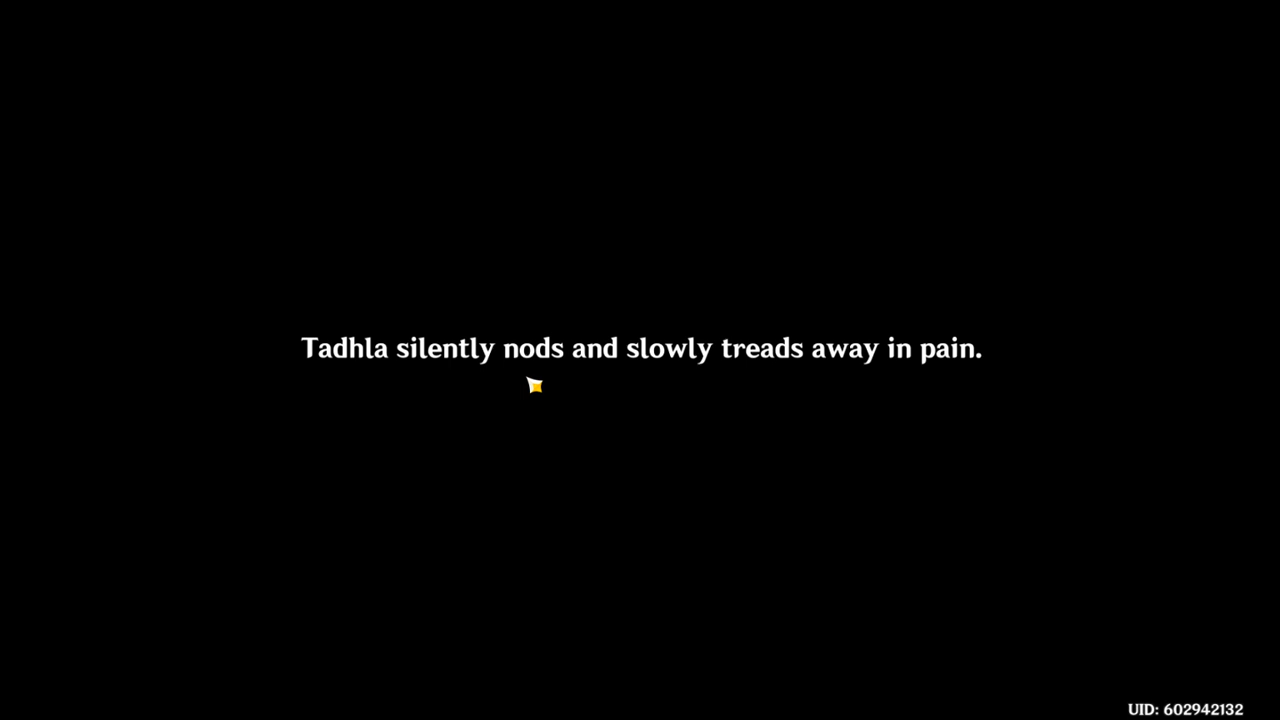 Tadhla silently nods and slowly treads away in pain.
UID: 602942132